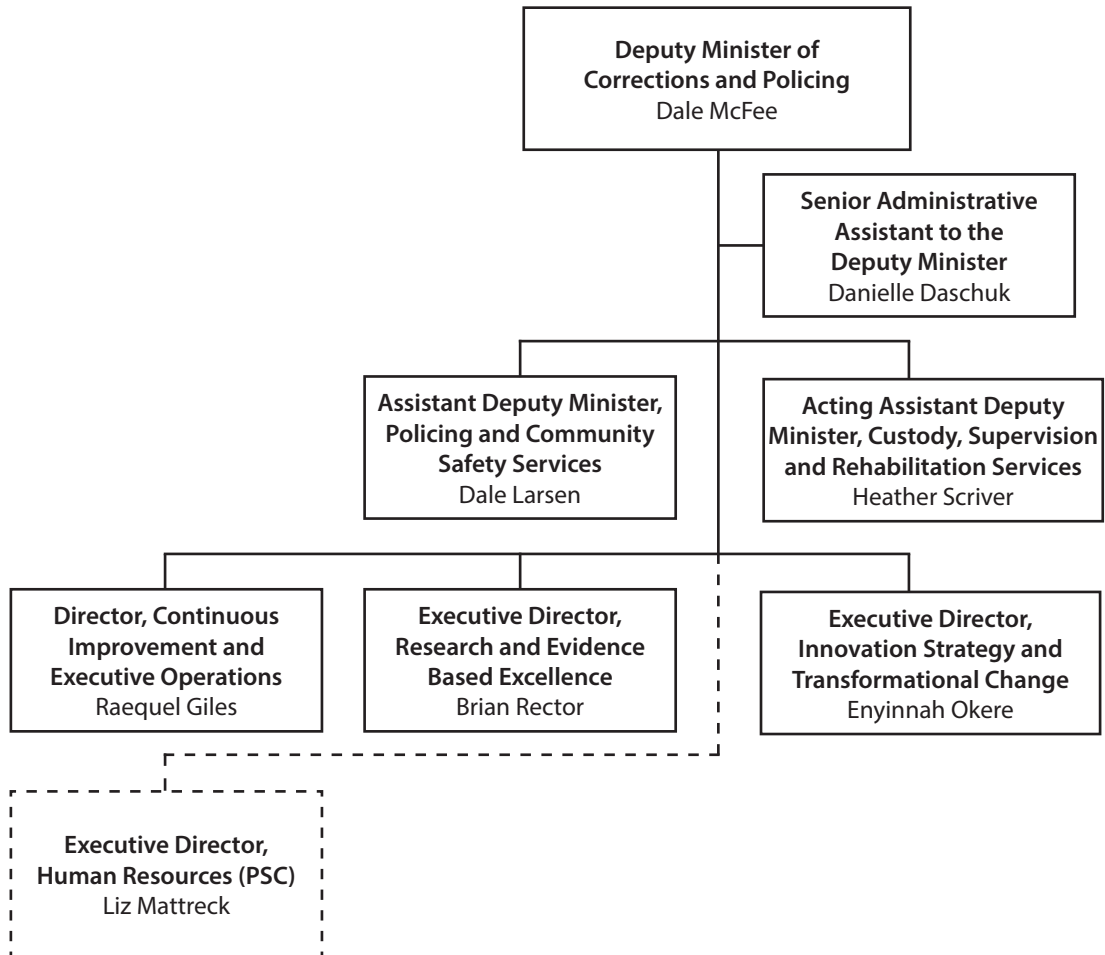 Deputy Minister of
Corrections and Policing
Dale McFee
Senior Administrative
Assistant to the
Deputy Minister
Danielle Daschuk
Assistant Deputy Minister,
Policing and Community
Safety Services
Dale Larsen
Acting Assistant Deputy
Minister, Custody, Supervision
and Rehabilitation Services
Heather Scriver
Director, Continuous
Improvement and
Executive Operations
Raequel Giles
Executive Director,
Research and Evidence
Based Excellence
Brian Rector
Executive Director,
Innovation Strategy and
Transformational Change
Enyinnah Okere
Executive Director,
Human Resources (PSC)
Liz Mattreck